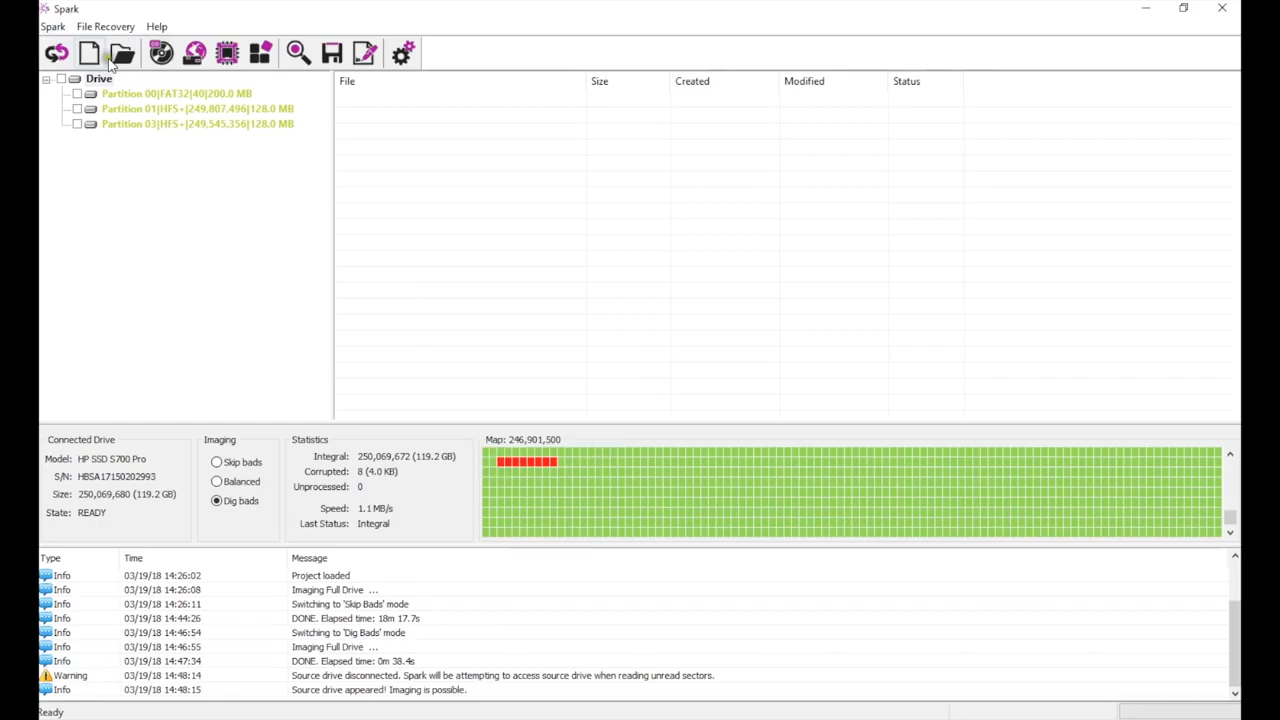 Spark
Spark File Recovery Help
Drive
Partition 00|FAT32|40|200.0 MB
Partition 01|HFS+|249,807,496|128.0 MB
Partition 03|HFS+|249,545,356|128.0 MB
File Size Created Modified Status
Connected Drive
Model: HP SSD S700 Pro
S/N: HBSA17150202993
Size: 250,069,680 (119.2 GB)
State: READY
Imaging
Skip bads
Balanced
Dig bads
Statistics
Integral: 250,069,672 (119.2 GB)
Corrupted: 8 (4.0 KB)
Unprocessed: 0
Speed: 1.1 MB/s
Last Status: Integral
Map: 246,901,500
Type Time Message
Info 03/19/18 14:26:02 Project loaded
Info 03/19/18 14:26:08 Imaging Full Drive ...
Info 03/19/18 14:26:11 Switching to 'Skip Bads' mode
Info 03/19/18 14:44:26 DONE. Elapsed time: 18m 17.7s
Info 03/19/18 14:46:54 Switching to 'Dig Bads' mode
Info 03/19/18 14:46:55 Imaging Full Drive ...
Info 03/19/18 14:47:34 DONE. Elapsed time: 0m 38.4s
Warning 03/19/18 14:48:14 Source drive disconnected. Spark will be attempting to access source drive when reading unread sectors.
Info 03/19/18 14:48:15 Source drive appeared! Imaging is possible.
Ready